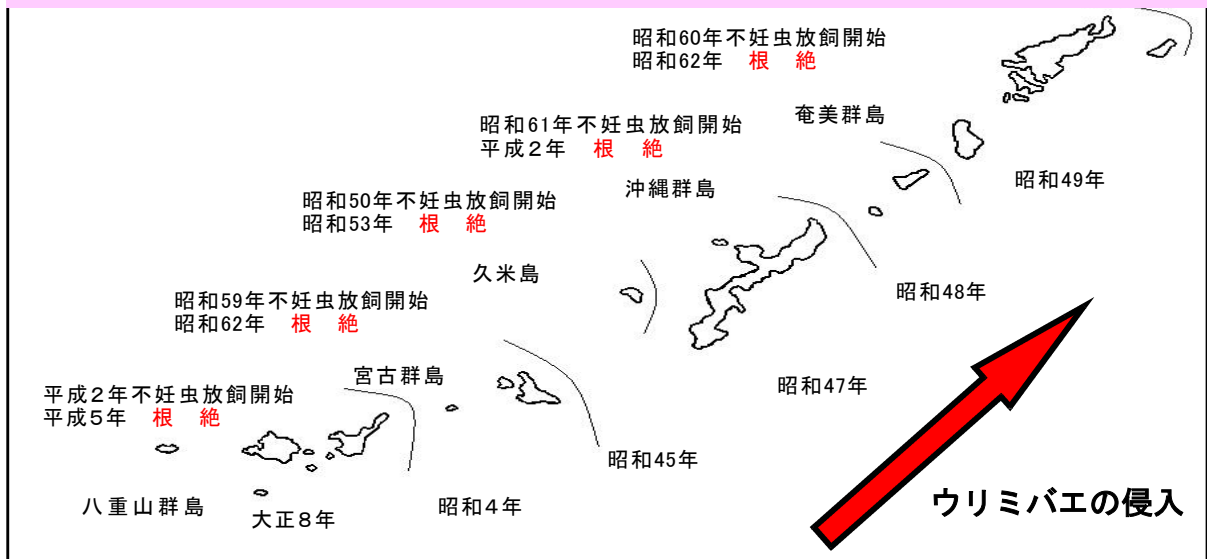 昭和60年不妊虫放飼開始
昭和62年 根 絶
奄美群島
昭和61年不妊虫放飼開始
平成２年 根 絶
昭和49年
沖縄群島
昭和50年不妊虫放飼開始
昭和53年 根 絶
久米島
昭和48年
昭和59年不妊虫放飼開始
昭和62年 根 絶
宮古群島
昭和47年
平成２年不妊虫放飼開始
平成５年 根 絶
昭和45年
八重山群島
大正８年
昭和４年
ウリミバエの侵入